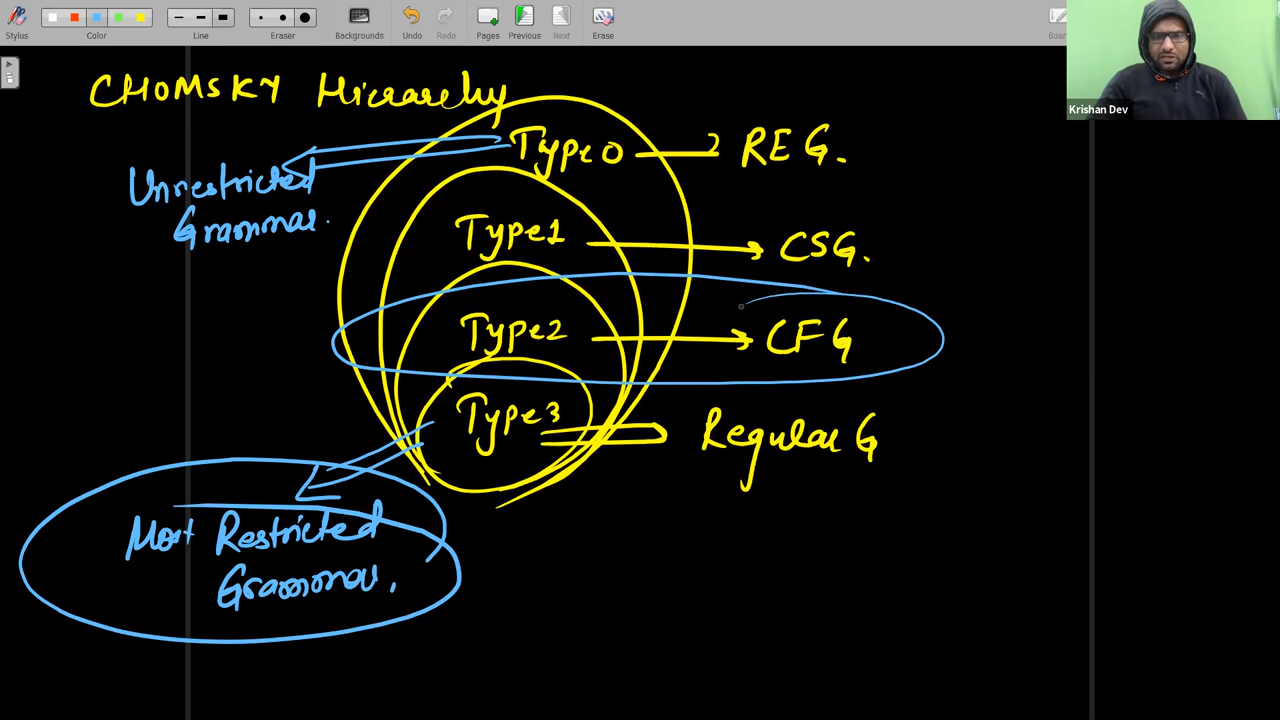 Stylus
Color
Line
Eraser
Backgrounds
Undo
Redo
Pages
Previous
Next
Erase
Boar
Krishan Dev
CHOMSKY Hierarchy
Type 0 REG.
Unrestricted
Grammar.
Type 1 CSG.
Type 2 CFG
Type 3 Regular G
Most Restricted
Grammar.